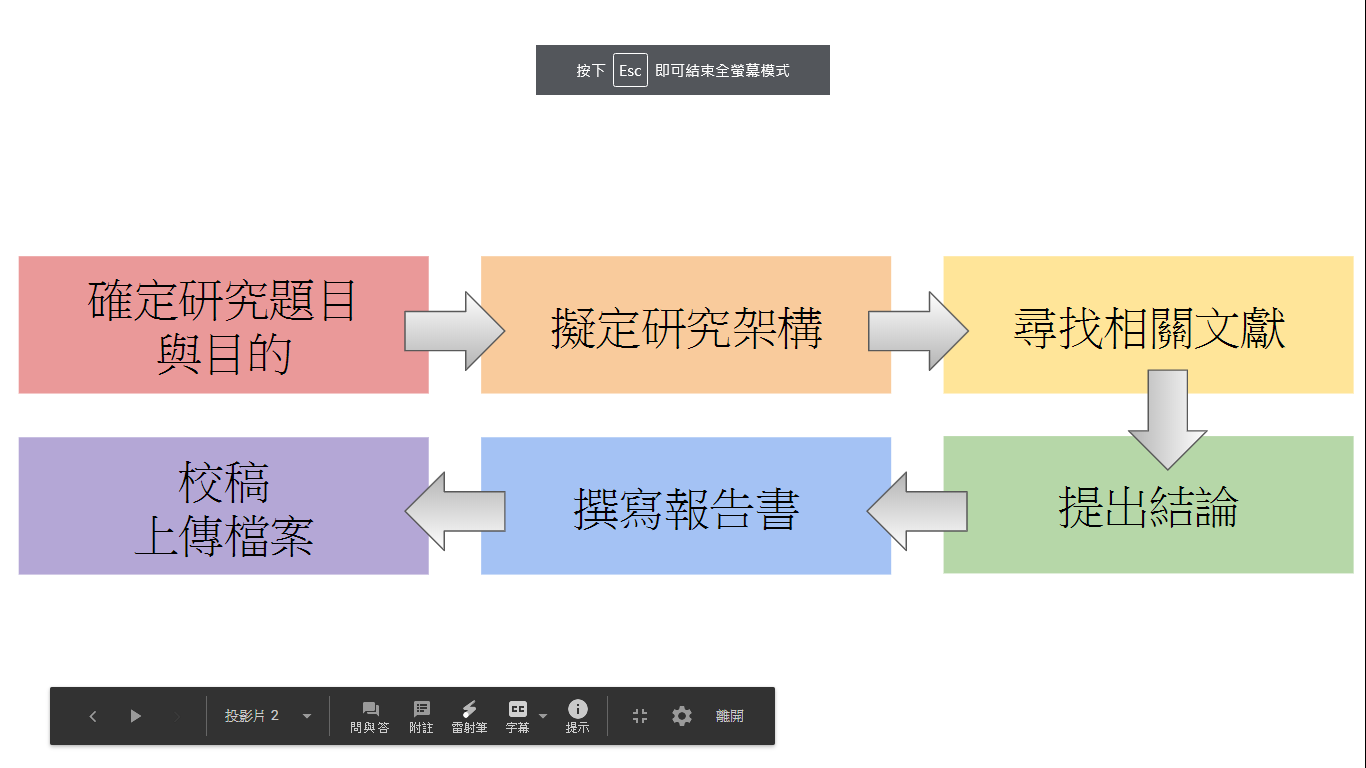 按下 Esc 即可結束全螢幕模式
確定研究題目
與目的
擬定研究架構
尋找相關文獻
校稿
上傳檔案
撰寫報告書
提出結論
投影片 2
問與答
附註
雷射筆
字幕
提示
離開